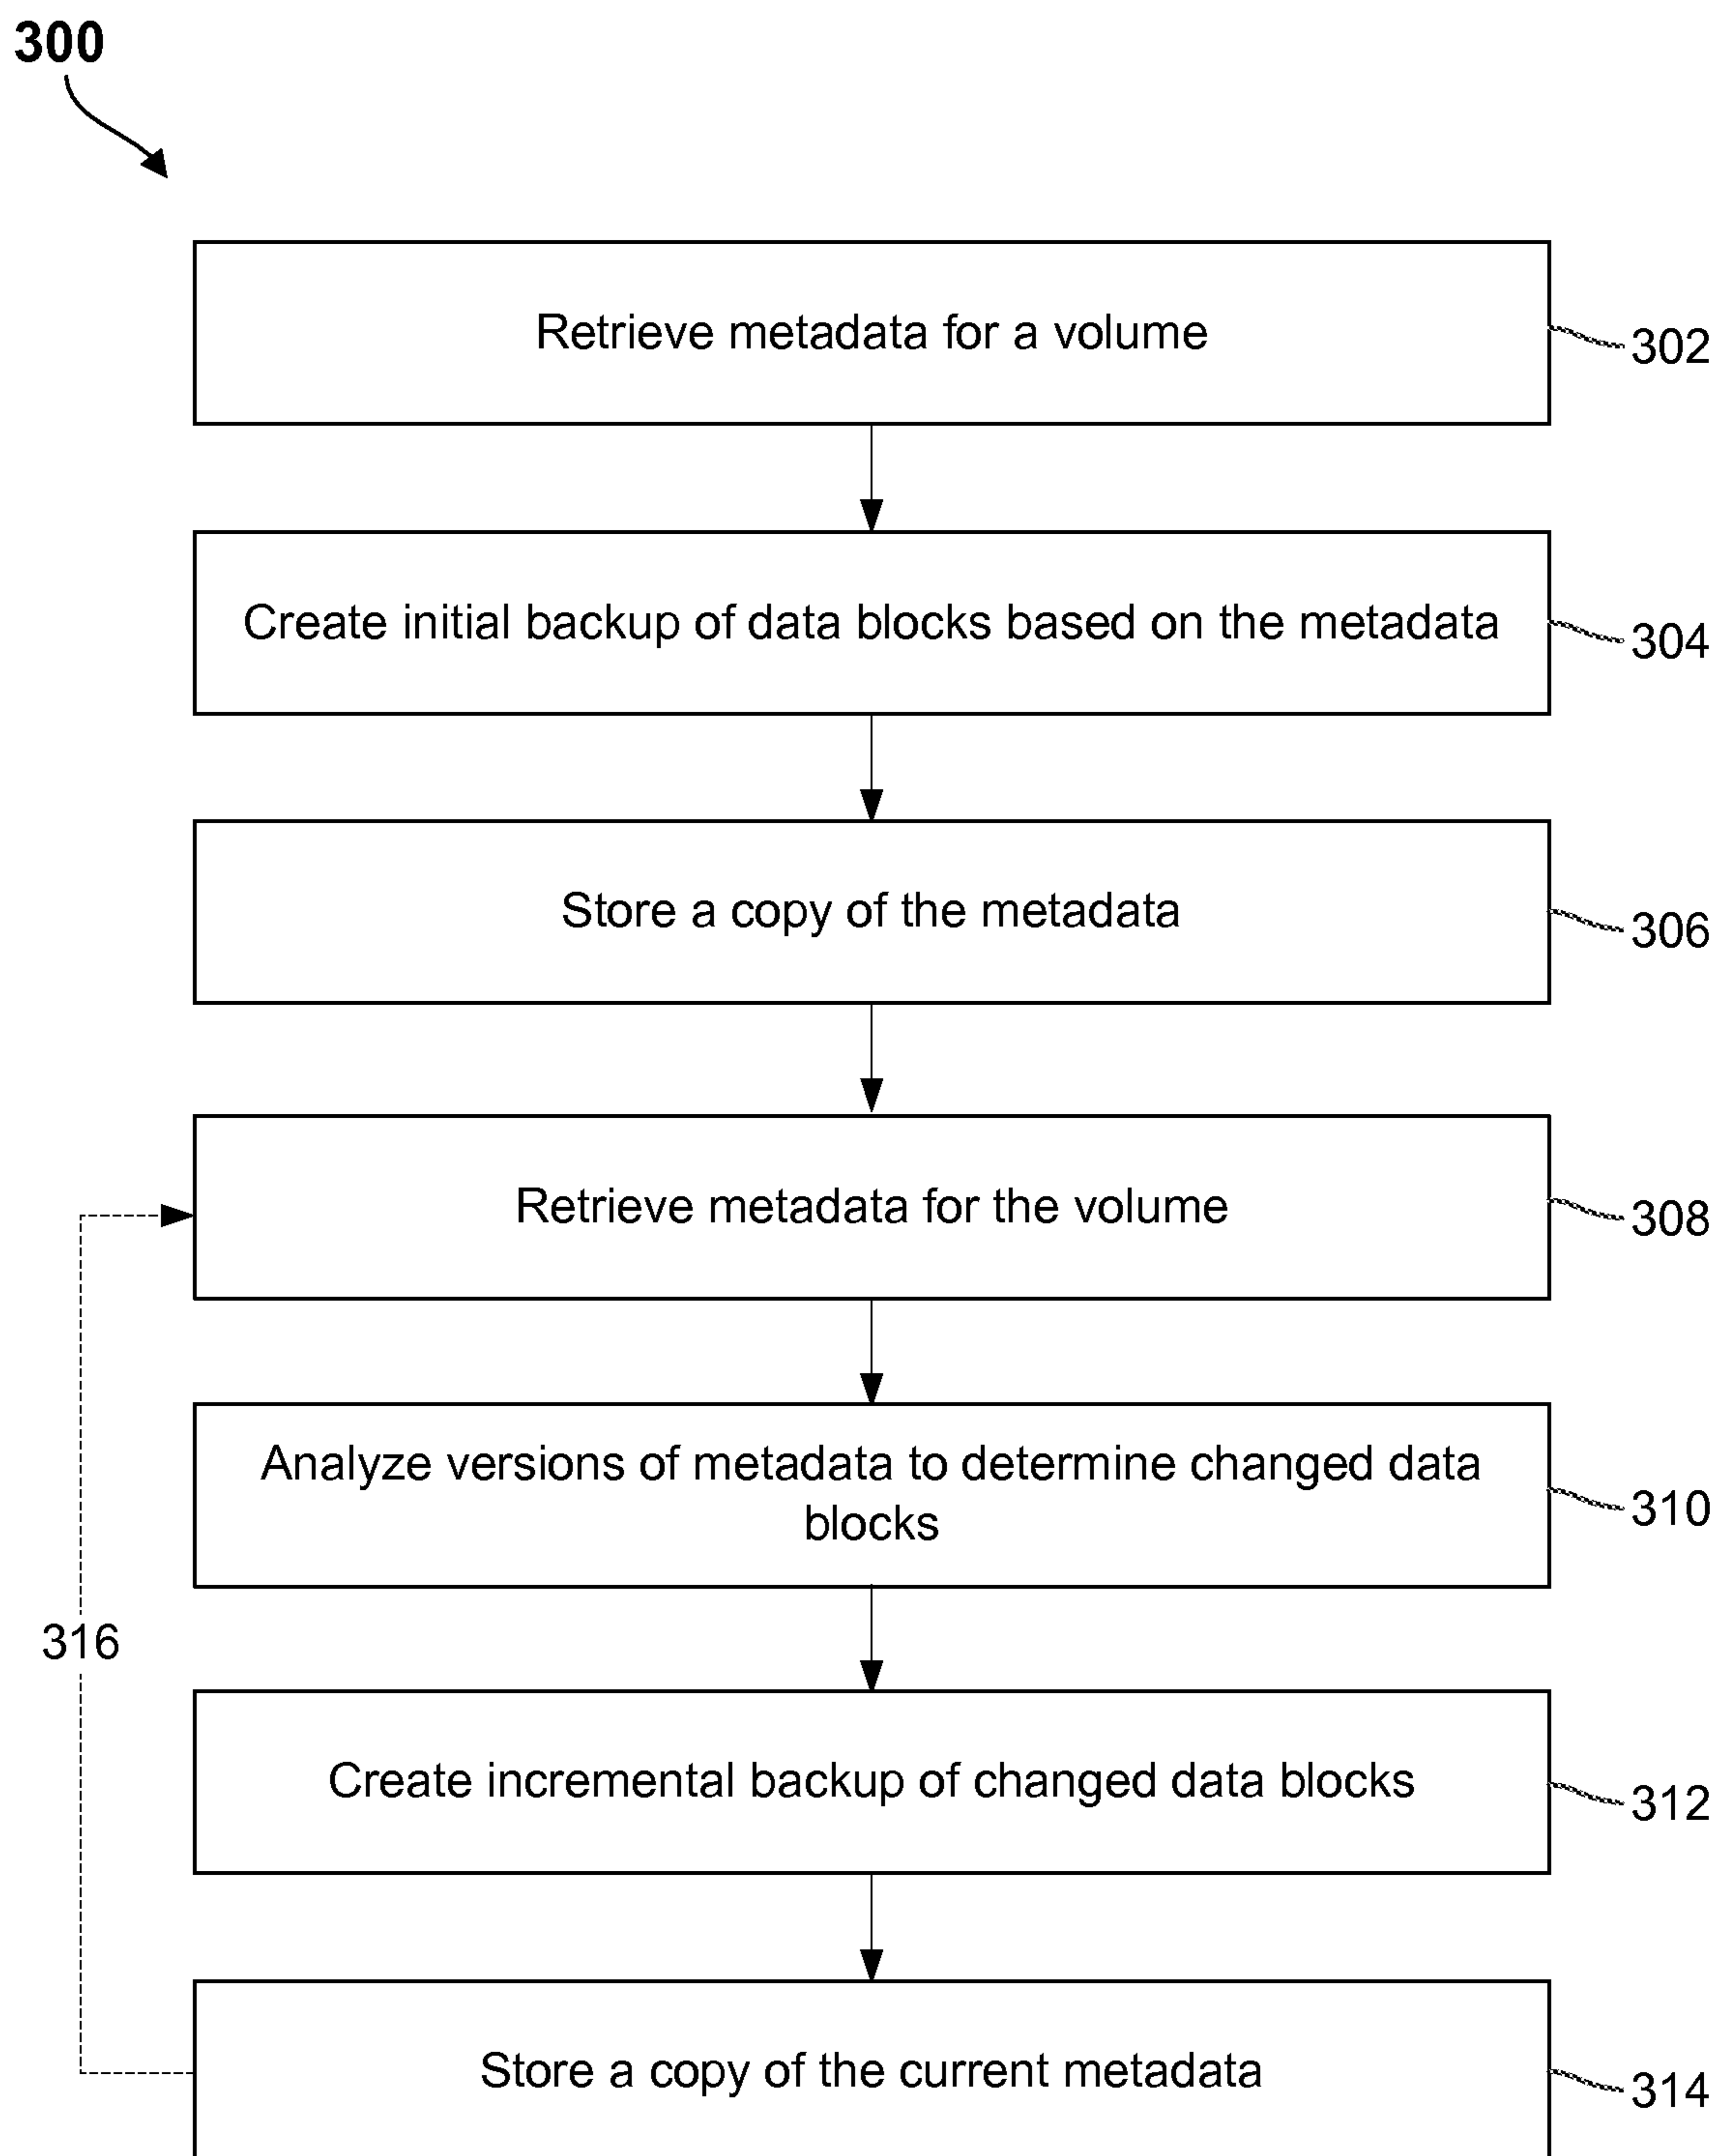 300
Retrieve metadata for a volume
302
Create initial backup of data blocks based on the metadata
304
Store a copy of the metadata
306
Retrieve metadata for the volume
308
Analyze versions of metadata to determine changed data
blocks
310
316
Create incremental backup of changed data blocks
312
Store a copy of the current metadata
314